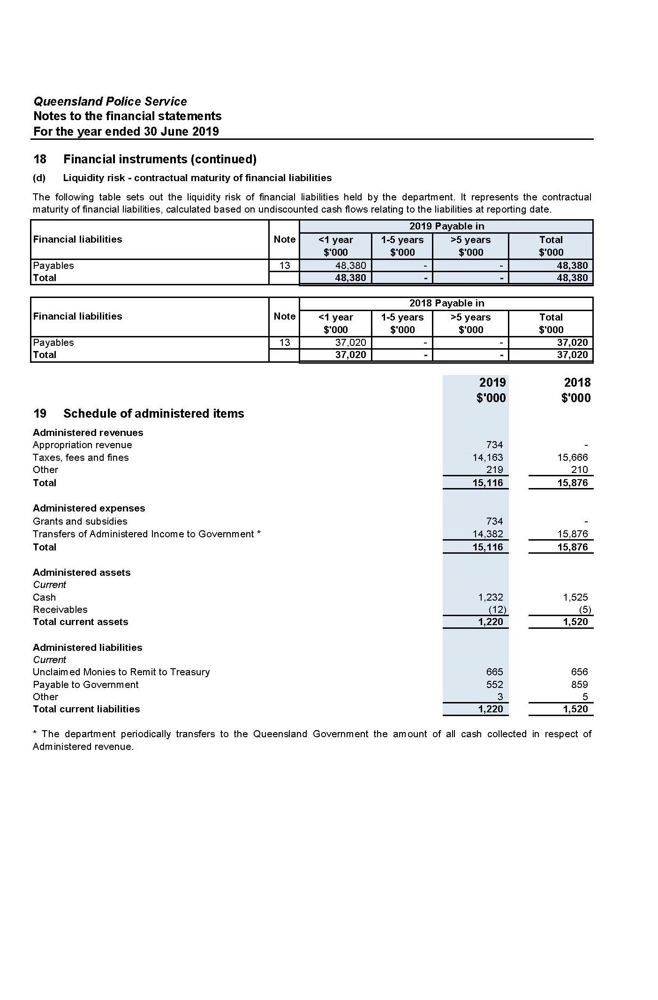 Queensland Police Service
Notes to the financial statements
For the year ended 30 June 2019
18 Financial instruments (continued)
(d) Liquidity risk - contractual maturity of financial liabilities
The following table sets out the liquidity risk of financial liabilities held by the department. It represents the contractual
maturity of financial liabilities, calculated based on undiscounted cash flows relating to the liabilities at reporting date.
2019 Payable in
Financial liabilities Note <1 year 1-5 years >5 years Total
$'000 $'000 $'000 $'000
Payables 13 48,380 - - 48,380
Total 48,380 - - 48,380
2018 Payable in
Financial liabilities Note <1 year 1-5 years >5 years Total
$'000 $'000 $'000 $'000
Payables 13 37,020 - - 37,020
Total 37,020 - - 37,020
2019 2018
$'000 $'000
19 Schedule of administered items
Administered revenues
Appropriation revenue 734 -
Taxes, fees and fines 14,163 15,666
Other 219 210
Total 15,116 15,876
Administered expenses
Grants and subsidies 734 -
Transfers of Administered Income to Government * 14,382 15,876
Total 15,116 15,876
Administered assets
Current
Cash 1,232 1,525
Receivables (12) (5)
Total current assets 1,220 1,520
Administered liabilities
Current
Unclaimed Monies to Remit to Treasury 665 656
Payable to Government 552 859
Other 3 5
Total current liabilities 1,220 1,520
* The department periodically transfers to the Queensland Government the amount of all cash collected in respect of
Administered revenue.